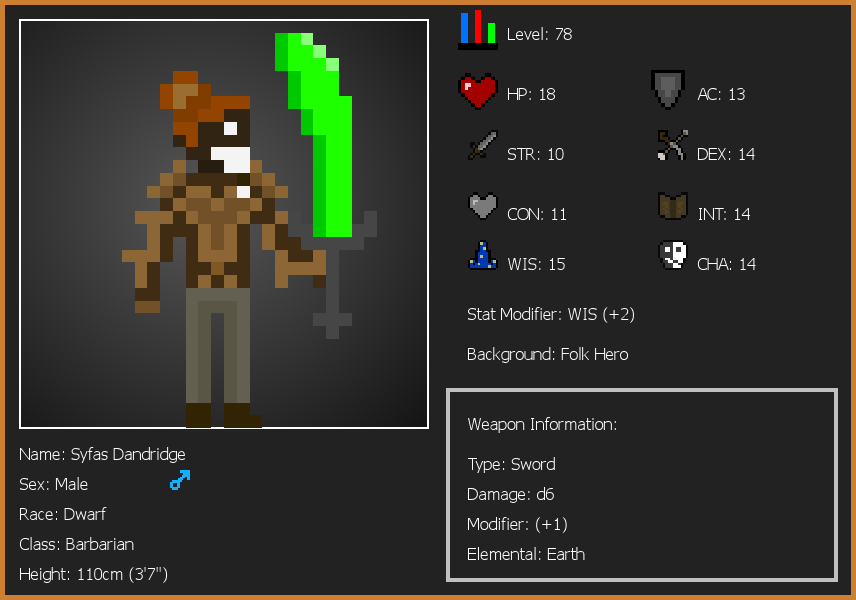 Level: 78
HP: 18
AC: 13
STR: 10
DEX: 14
CON: 11
INT: 14
WIS: 15
CHA: 14
Stat Modifier: WIS (+2)
Background: Folk Hero
Weapon Information:
Type: Sword
Damage: d6
Modifier: (+1)
Elemental: Earth
Name: Syfas Dandridge
Sex: Male
Race: Dwarf
Class: Barbarian
Height: 110cm (3'7")